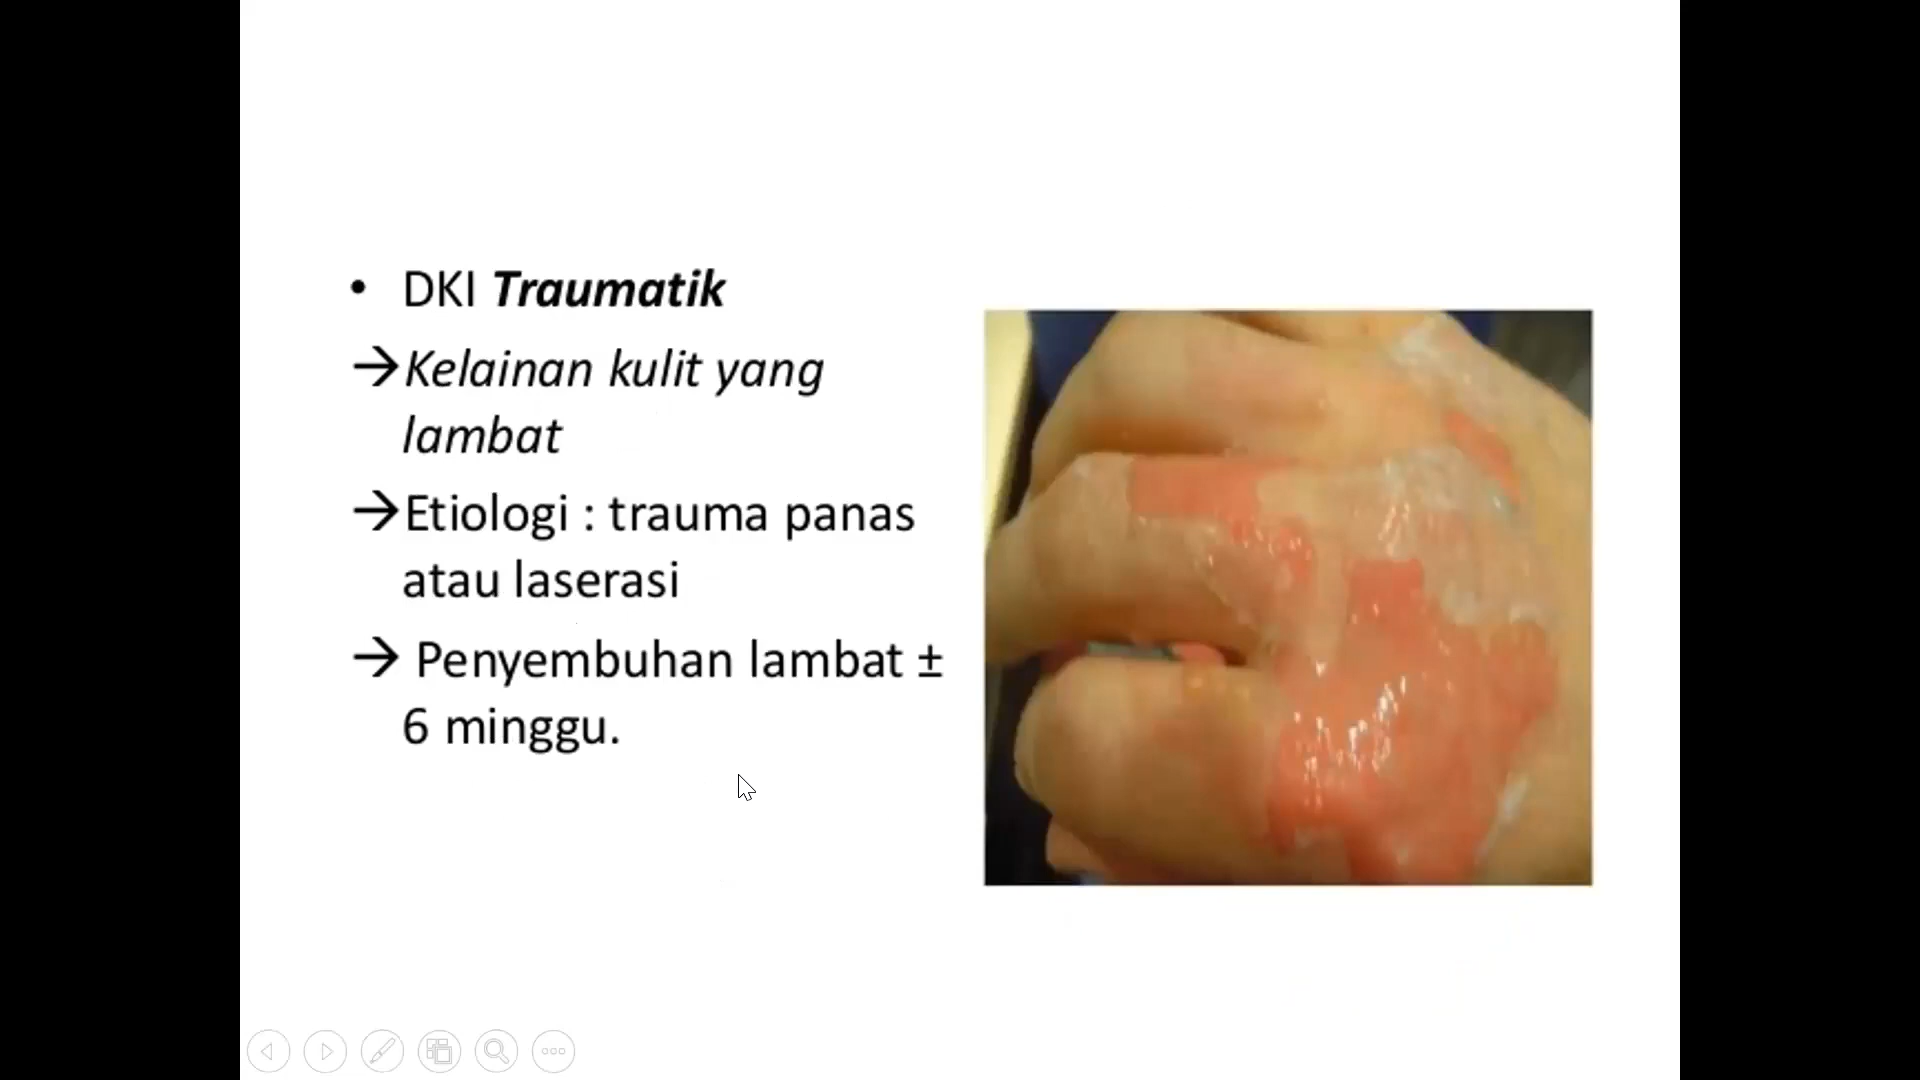 • DKI Traumatik
→Kelainan kulit yang
lambat
→Etiologi : trauma panas
atau laserasi
→ Penyembuhan lambat ±
6 minggu.